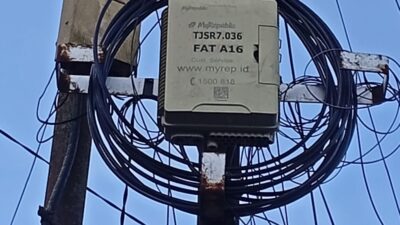 MyRepublic
TJSR7.036
FAT A16
Cust. Service
www.myrep.id
1500 818